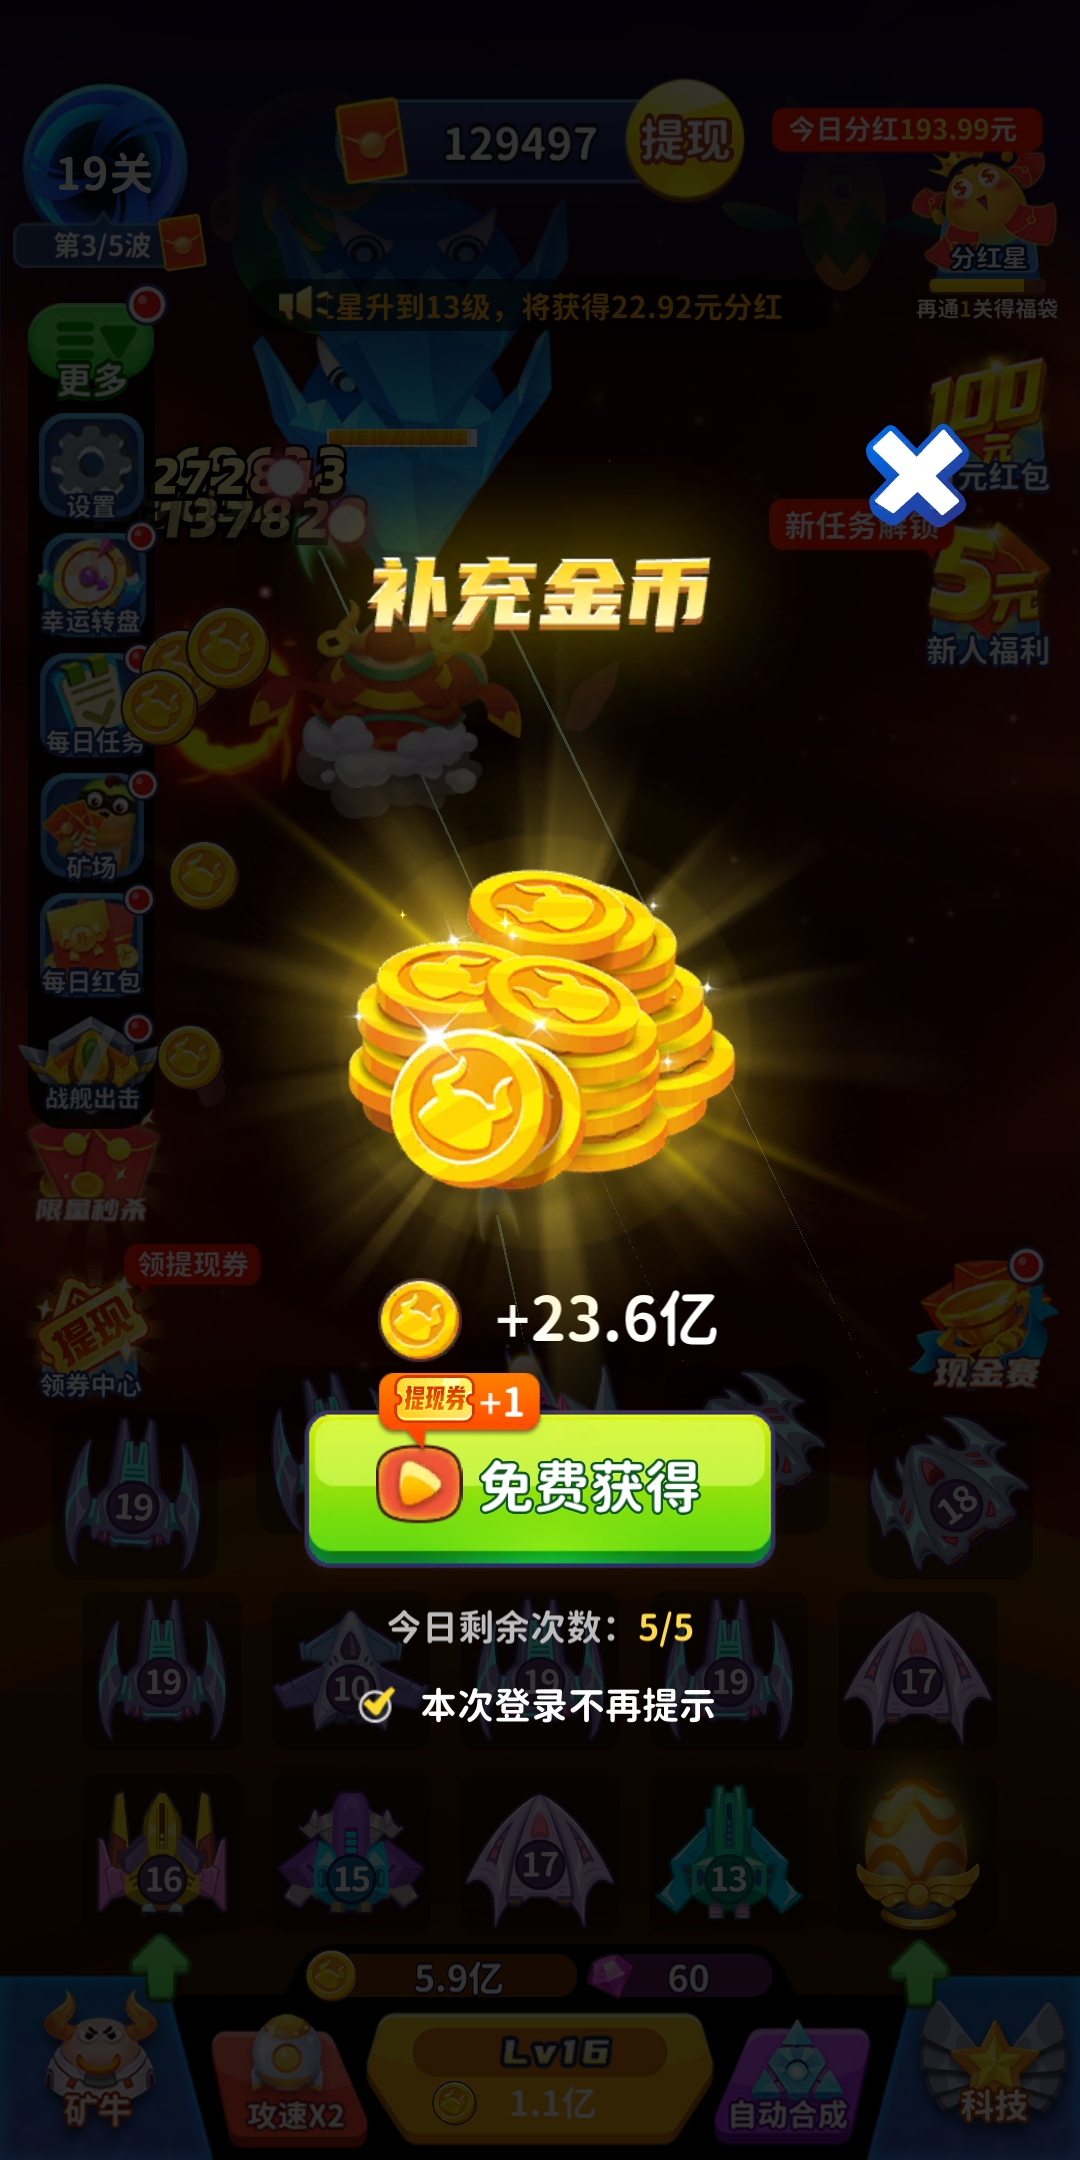 19关
129497
提现
今日分红193.99元
第3/5波
分红星
星升到13级，将获得22.92元分红
再通1关得福袋
更多
100
元
元红包
设置
新任务解锁
5元
新人福利
补充金币
幸运转盘
每日任务
矿场
每日红包
战舰出击
限量秒杀
领提现券
提现
领券中心
现金赛
+23.6亿
提现券+1
免费获得
19
18
今日剩余次数：5/5
19
10
19
19
17
本次登录不再提示
16
15
17
13
5.9亿
60
Lv16
1.1亿
矿牛
攻速X2
自动合成
科技